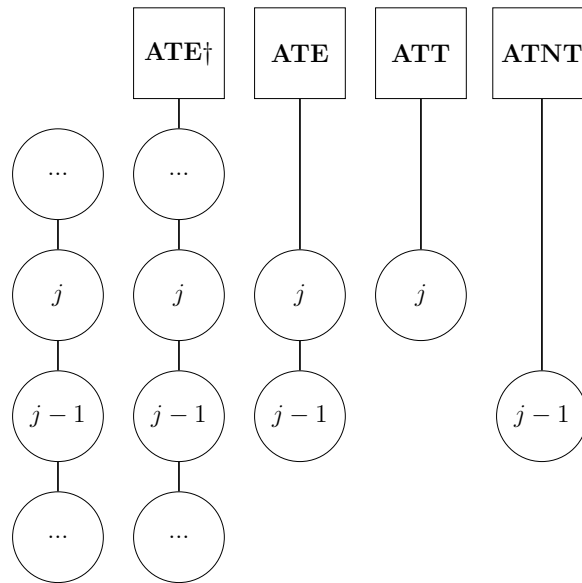 ATE† ATE ATT ATNT
... ...
j j j j
j − 1 j − 1 j − 1 j − 1
... ...